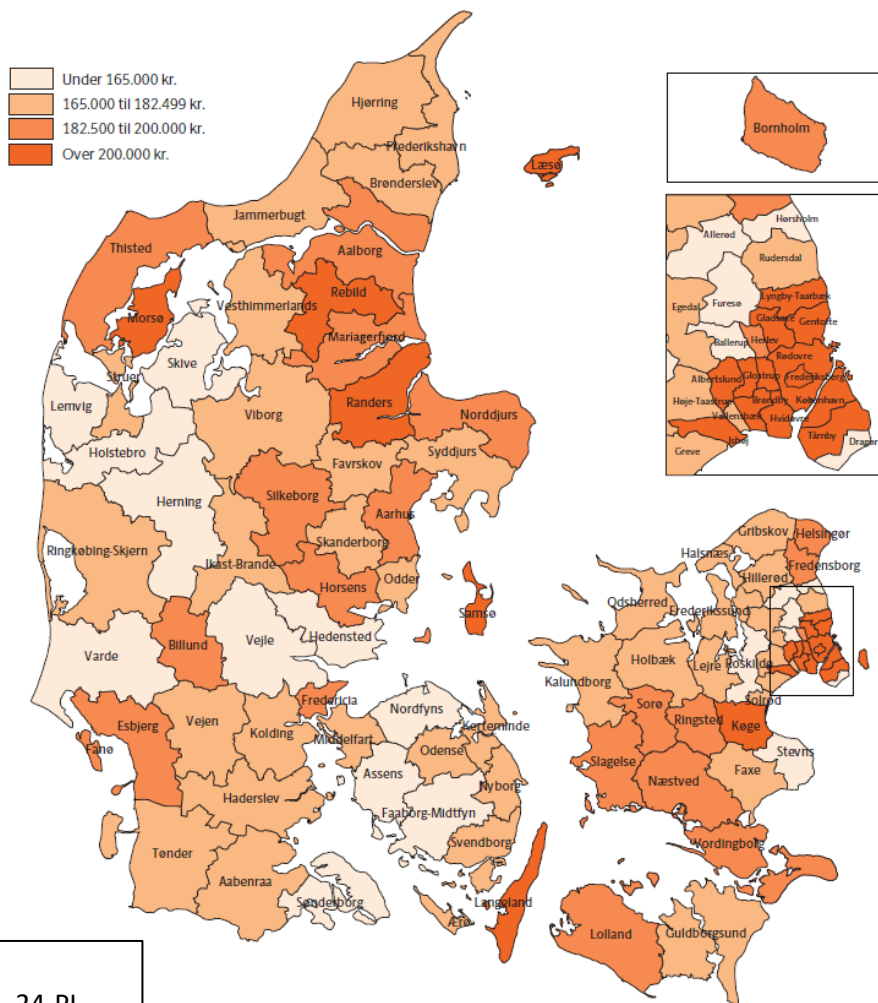 Under 165.000 kr.
165.000 til 182.499 kr.
182.500 til 200.000 kr.
Over 200.000 kr.
Hjørring
Frederikshavn
Brønderslev
Læsø
Jammerbugt
Thisted
Aalborg
Rebild
Vesthimmerlands
Morsø
Mariagerfjord
Skive
Struer
Lemvig
Randers
Viborg
Norddjurs
Holstebro
Favrskov
Syddjurs
Herning
Silkeborg
Aarhus
Skanderborg
Ringkøbing-Skjern
Ikast-Brande
Odder
Horsens
Samsø
Hedensted
Billund
Vejle
Varde
Fredericia
Nordfyns
Esbjerg
Vejen
Kolding
Middelfart
Kerteminde
Odense
Fanø
Assens
Nyborg
Haderslev
Faaborg-Midtfyn
Svendborg
Tønder
Aabenraa
Sønderborg
Langeland
Ærø
Bornholm
Hørsholm
Allerød
Rudersdal
Egedal
Furesø
Lyngby-Taarbæk
Gladsaxe
Gentofte
Ballerup
Herlev
Rødovre
Albertslund
Glostrup
Frederiksberg
Høje-Taastrup
Brøndby
København
Vallensbæk
Hvidovre
Ishøj
Tårnby
Dragør
Greve
Gribskov
Helsingør
Halsnæs
Fredensborg
Hillerød
Odsherred
Frederikssund
Holbæk
Lejre
Roskilde
Kalundborg
Solrød
Sorø
Ringsted
Køge
Stevns
Slagelse
Næstved
Faxe
Vordingborg
Lolland
Guldborgsund